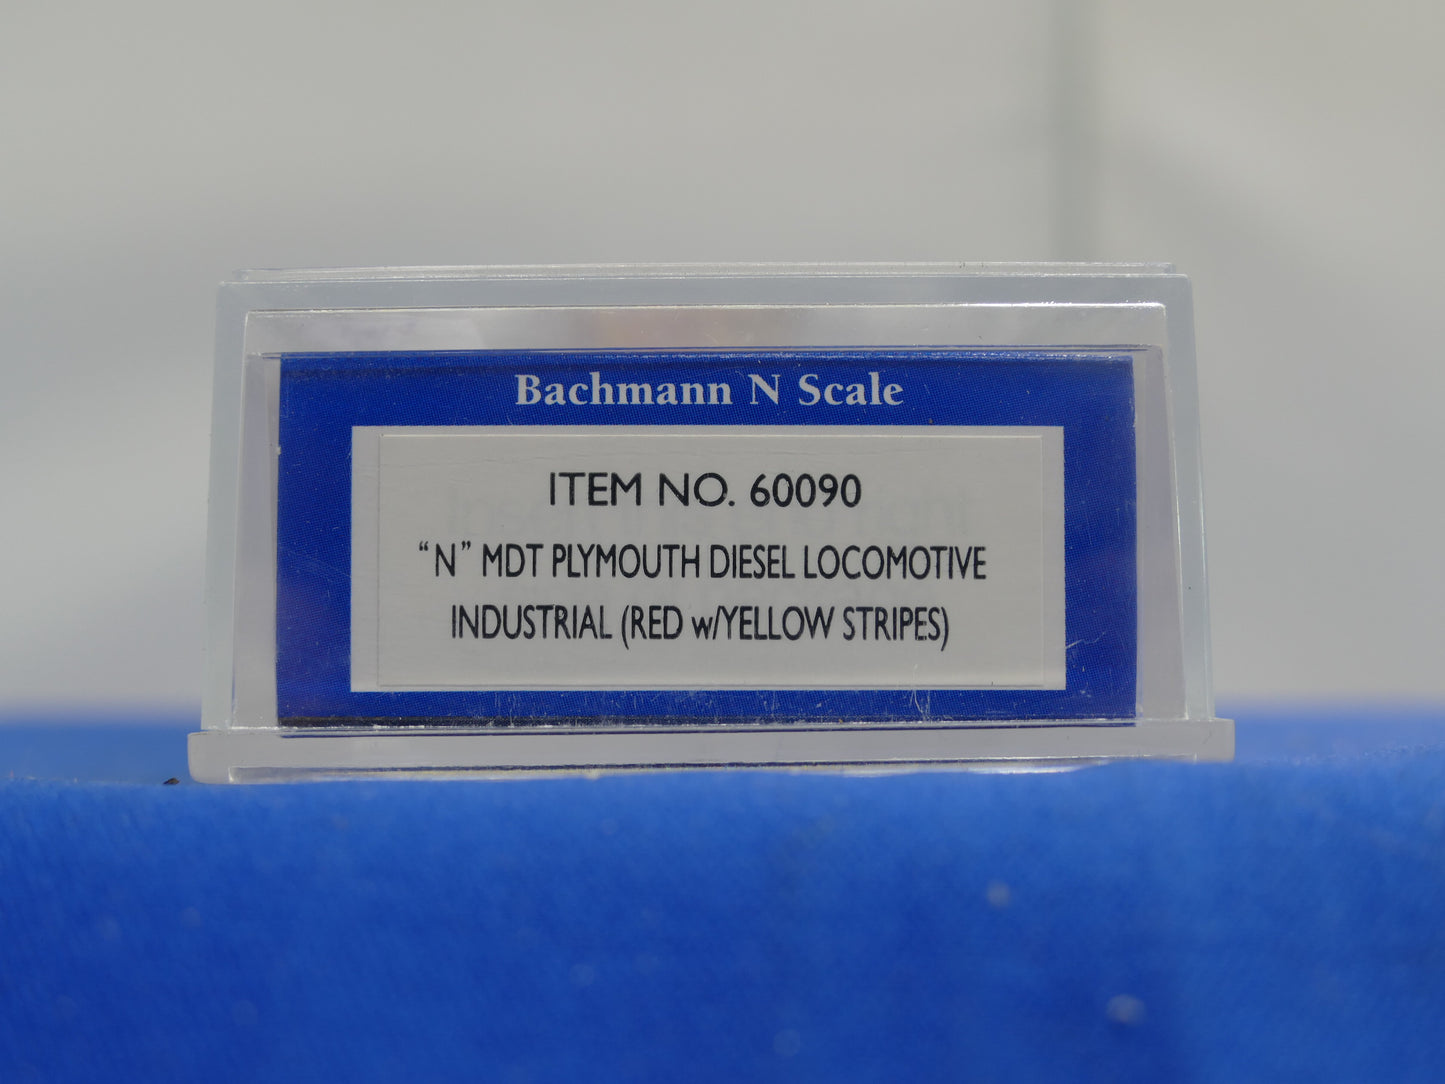 Bachmann N Scale
ITEM NO. 60090
“N” MDT PLYMOUTH DIESEL LOCOMOTIVE
INDUSTRIAL (RED w/YELLOW STRIPES)